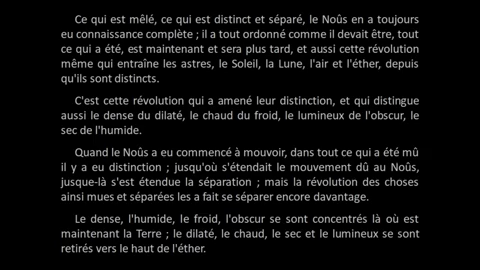 Ce qui est mêlé, ce qui est distinct et séparé, le Noûs en a toujours
eu connaissance complète ; il a tout ordonné comme il devait être, tout
ce qui a été, est maintenant et sera plus tard, et aussi cette révolution
même qui entraîne les astres, le Soleil, la Lune, l'air et l'éther, depuis
qu'ils sont distincts.
C'est cette révolution qui a amené leur distinction, et qui distingue
aussi le dense du dilaté, le chaud du froid, le lumineux de l'obscur, le
sec de l'humide.
Quand le Noûs a eu commencé à mouvoir, dans tout ce qui a été mû
il y a eu distinction ; jusqu'où s'étendait le mouvement dû au Noûs,
jusque-là s'est étendue la séparation ; mais la révolution des choses
ainsi mues et séparées les a fait se séparer encore davantage.
Le dense, l'humide, le froid, l'obscur se sont concentrés là où est
maintenant la Terre ; le dilaté, le chaud, le sec et le lumineux se sont
retirés vers le haut de l'éther.